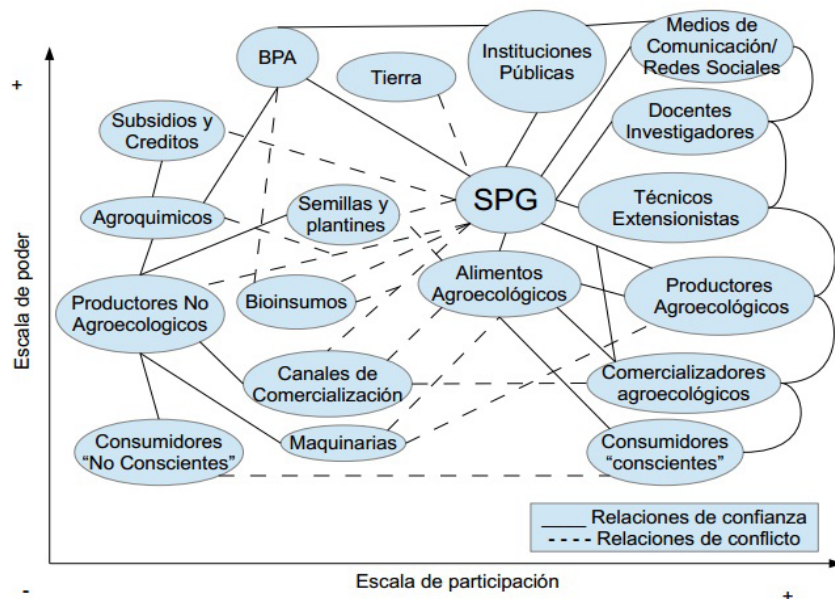 +
Escala de poder
-
BPA
Tierra
Instituciones
Públicas
Medios de
Comunicación/
Redes Sociales
Subsidios y
Creditos
Docentes
Investigadores
Agroquimicos
Semillas y
plantines
SPG
Técnicos
Extensionistas
Productores No
Agroecologicos
Bioinsumos
Alimentos
Agroecológicos
Productores
Agroecológicos
Canales de
Comercialización
Comercializadores
agroecológicos
Consumidores
“No Conscientes”
Maquinarias
Consumidores
“conscientes”
Relaciones de confianza
Relaciones de conflicto
Escala de participación
+